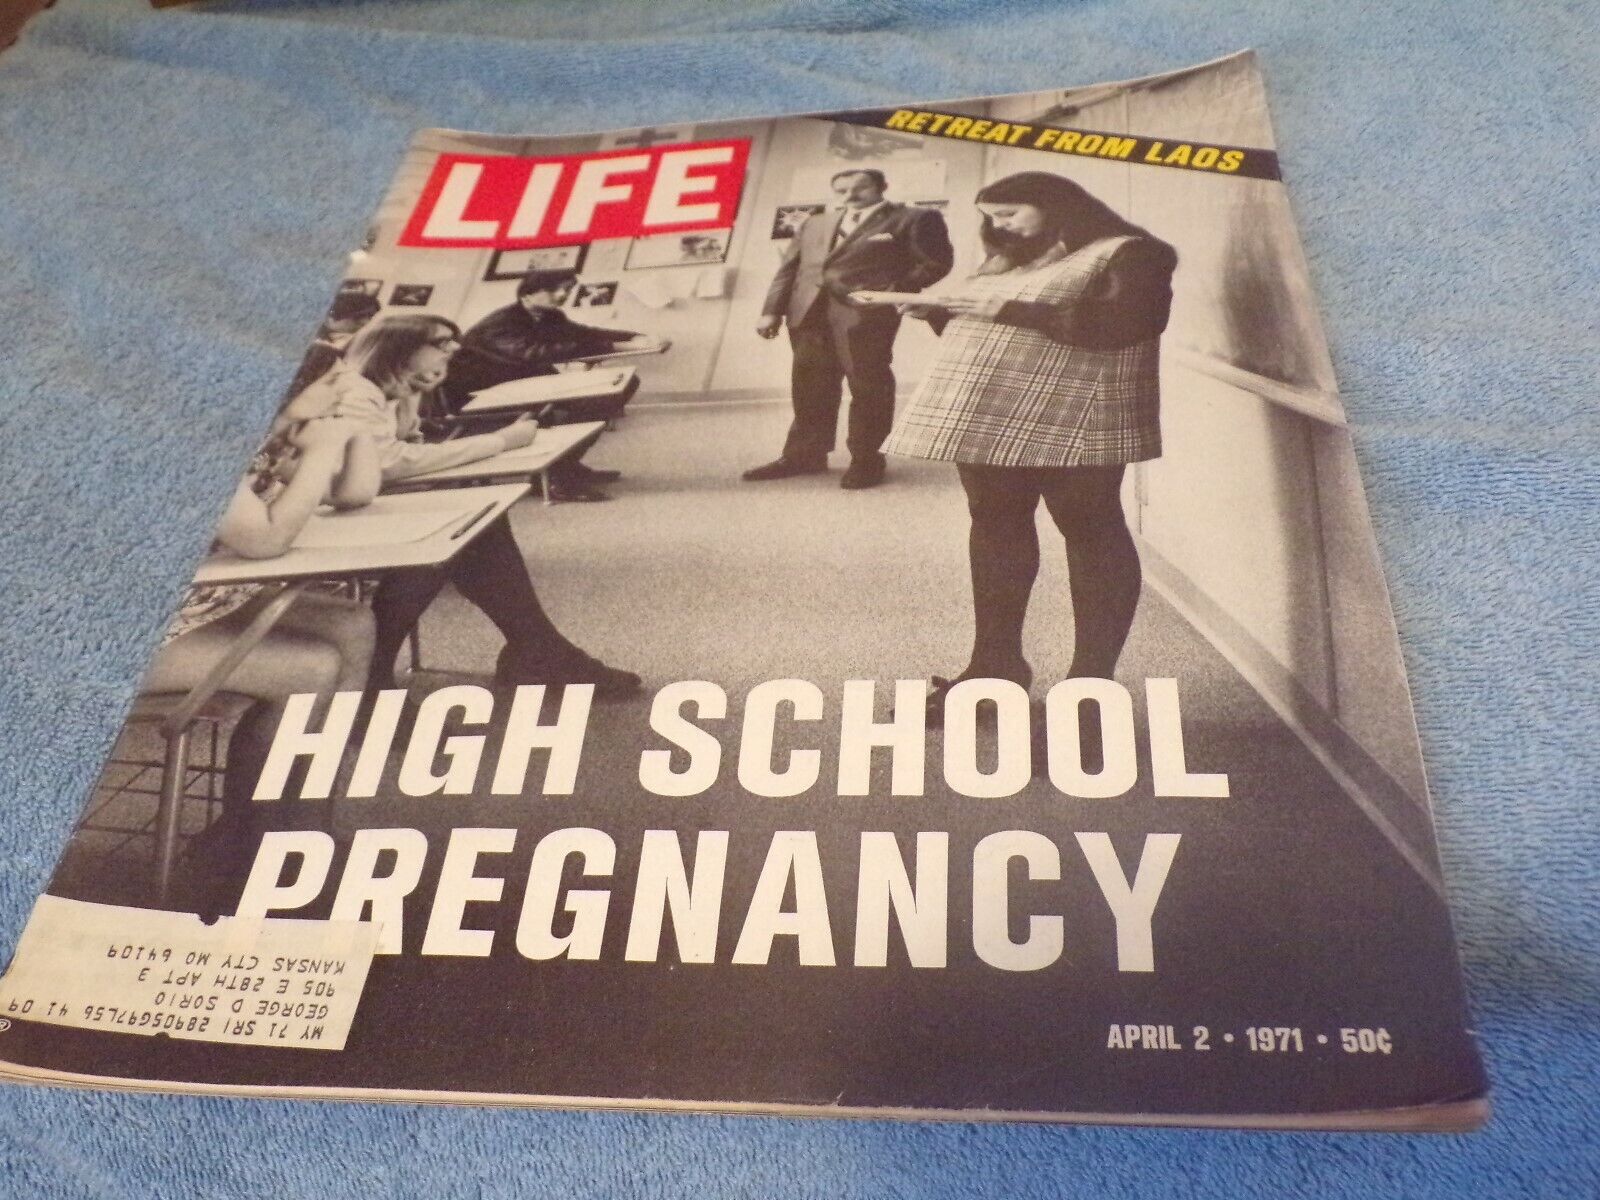 RETREAT FROM LAOS
LIFE
HIGH SCHOOL
PREGNANCY
MY 71 SRI 28905G97L56 41 09
GEORGE D SORIO
905 E 28TH APT 3
KANSAS CTY MO 64109
APRIL 2 • 1971 • 50¢
®